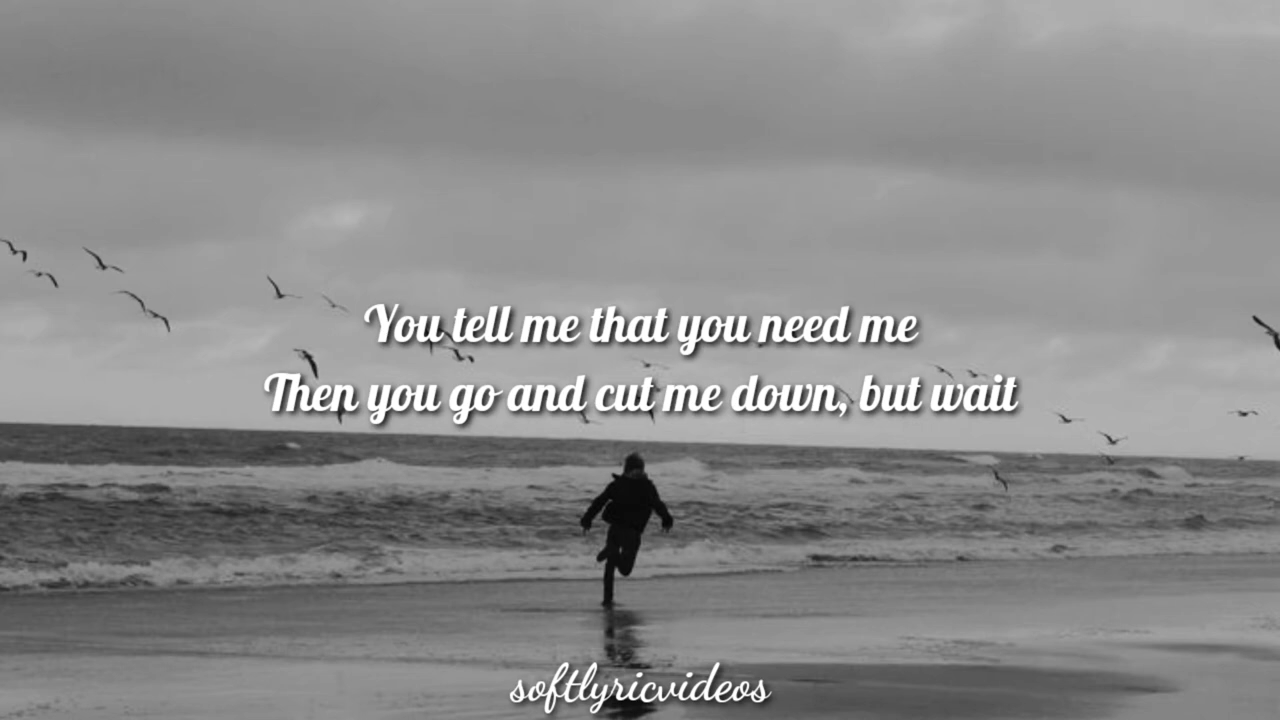 You tell me that you need me
Then you go and cut me down, but wait
softlyricvideos